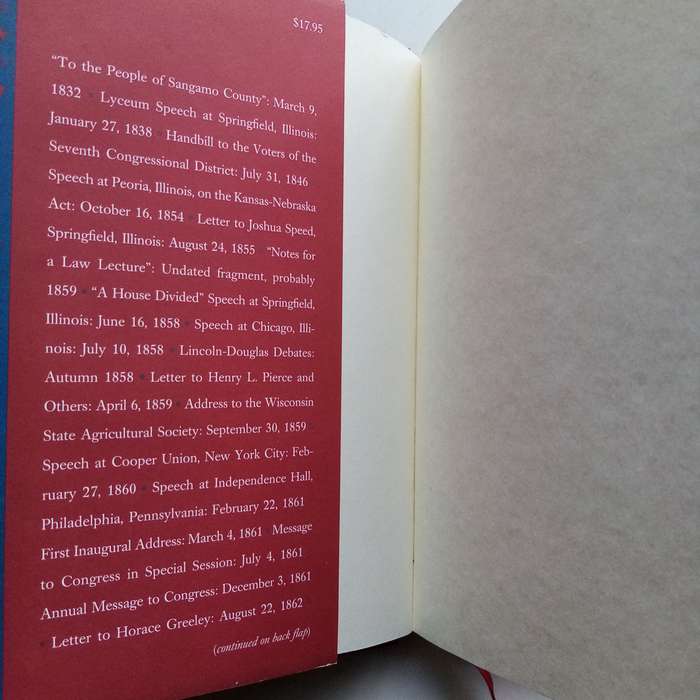 $17.95
“To the People of Sangamo County”: March 9,
1832 • Lyceum Speech at Springfield, Illinois:
January 27, 1838 • Handbill to the Voters of the
Seventh Congressional District: July 31, 1846
Speech at Peoria, Illinois, on the Kansas-Nebraska
Act: October 16, 1854 • Letter to Joshua Speed,
Springfield, Illinois: August 24, 1855 “Notes for
a Law Lecture”: Undated fragment, probably
1859 • “A House Divided” Speech at Springfield,
Illinois: June 16, 1858 • Speech at Chicago, Illi-
nois: July 10, 1858 • Lincoln-Douglas Debates:
Autumn 1858 • Letter to Henry L. Pierce and
Others: April 6, 1859 • Address to the Wisconsin
State Agricultural Society: September 30, 1859
Speech at Cooper Union, New York City: Feb-
ruary 27, 1860 • Speech at Independence Hall,
Philadelphia, Pennsylvania: February 22, 1861
First Inaugural Address: March 4, 1861 Message
to Congress in Special Session: July 4, 1861
Annual Message to Congress: December 3, 1861
• Letter to Horace Greeley: August 22, 1862
(continued on back flap)